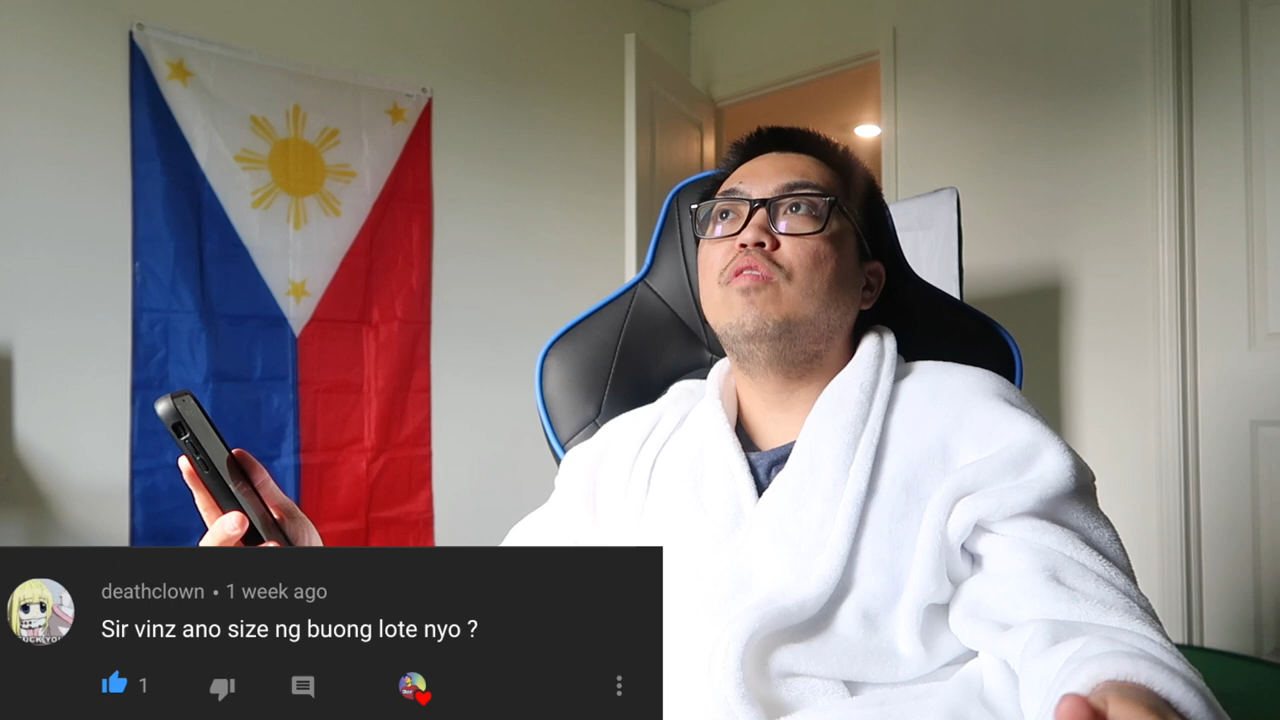 deathclown • 1 week ago
Sir vinz ano size ng buong lote nyo ?
1